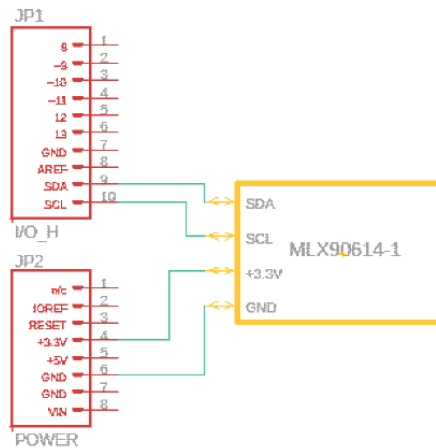 JP1
8 1
~9 2
~10 3
~11 4
12 5
13 6
GND 7
AREF 8
SDA 9
SCL 10
I/O_H
JP2
n/c 1
IOREF 2
RESET 3
+3.3V 4
+5V 5
GND 6
GND 7
VIN 8
POWER
SDA
SCL
MLX90614-1
+3.3V
GND